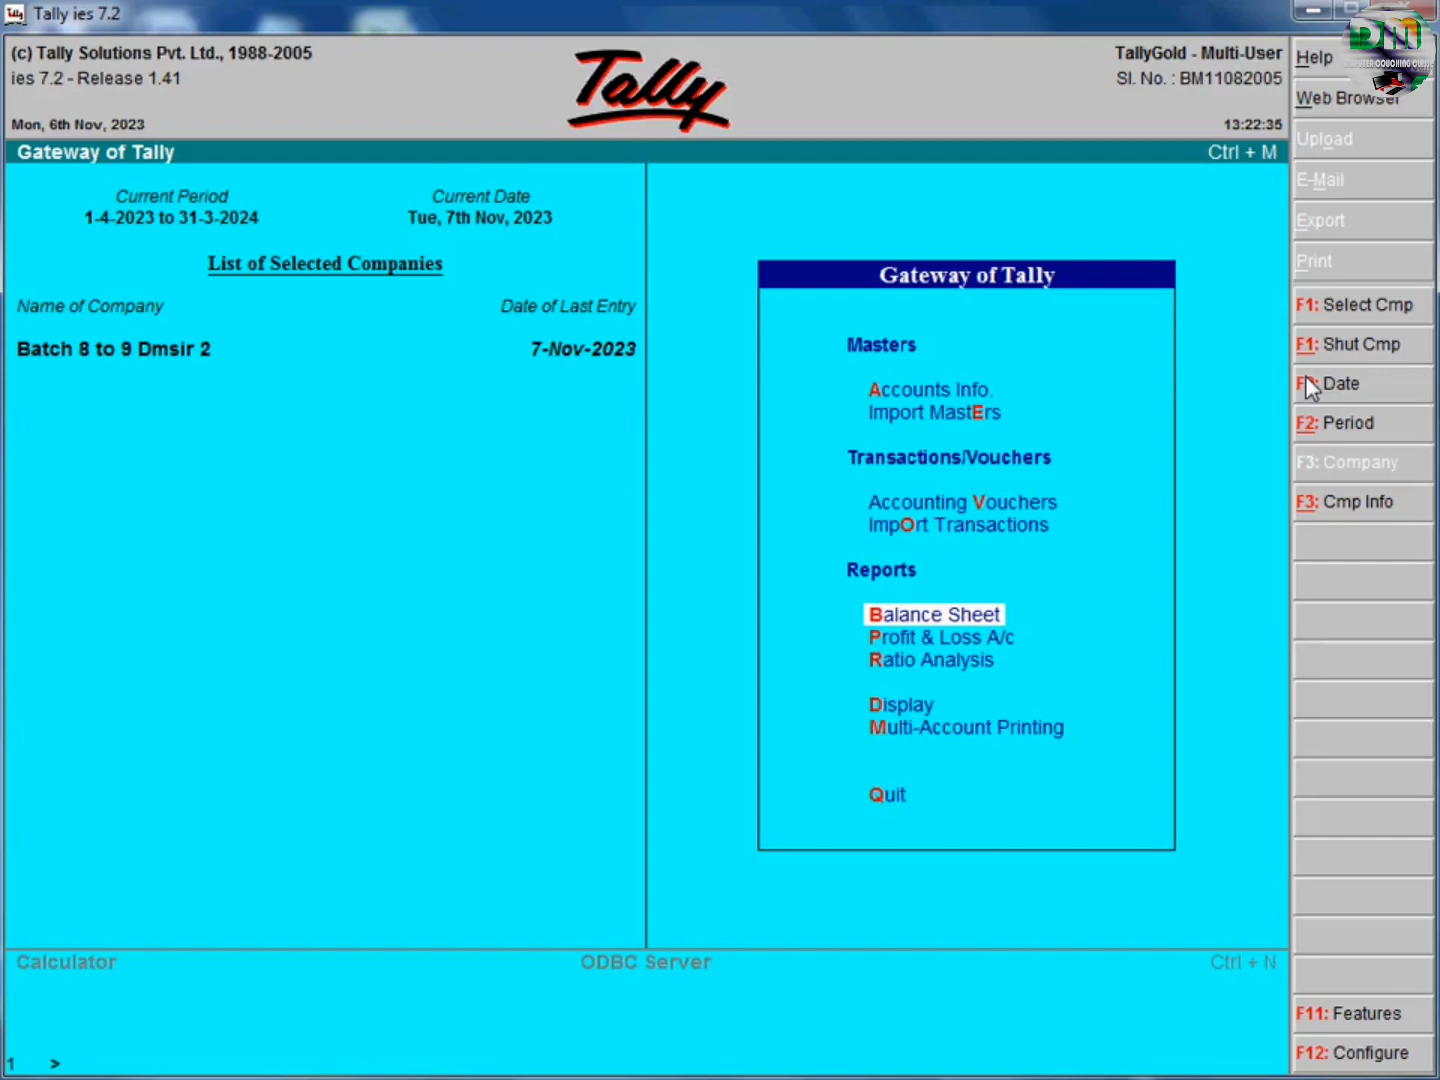 Tally ies 7.2
(c) Tally Solutions Pvt. Ltd., 1988-2005
ies 7.2 - Release 1.41
Mon, 6th Nov, 2023
Tally
TallyGold - Multi-User
Sl. No. : BM11082005
13:22:35
Gateway of Tally
Ctrl + M
Current Period
1-4-2023 to 31-3-2024
Current Date
Tue, 7th Nov, 2023
List of Selected Companies
Name of Company
Date of Last Entry
Batch 8 to 9 Dmsir 2
7-Nov-2023
Gateway of Tally
Masters
Accounts Info.
Import MastErs
Transactions/Vouchers
Accounting Vouchers
ImpOrt Transactions
Reports
Balance Sheet
Profit & Loss A/c
Ratio Analysis
Display
Multi-Account Printing
Quit
Calculator
ODBC Server
Ctrl + N
1 >
Help
Web Browser
Upload
E-Mail
Export
Print
F1: Select Cmp
F1: Shut Cmp
Date
F2: Period
F3: Company
F3: Cmp Info
F11: Features
F12: Configure
DM